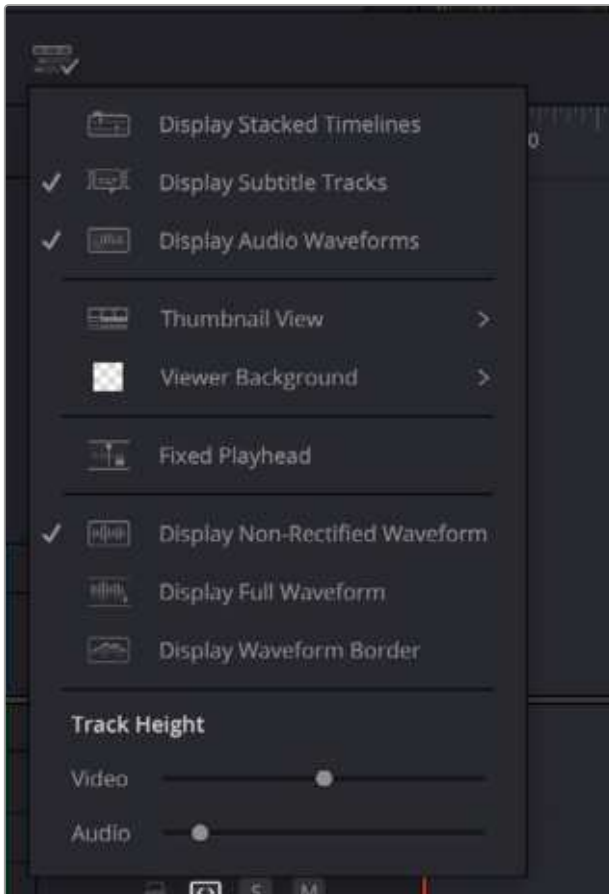 0
Display Stacked Timelines
Display Subtitle Tracks
Display Audio Waveforms
Thumbnail View
Viewer Background
Fixed Playhead
Display Non-Rectified Waveform
Display Full Waveform
Display Waveform Border
Track Height
Video
Audio
S M